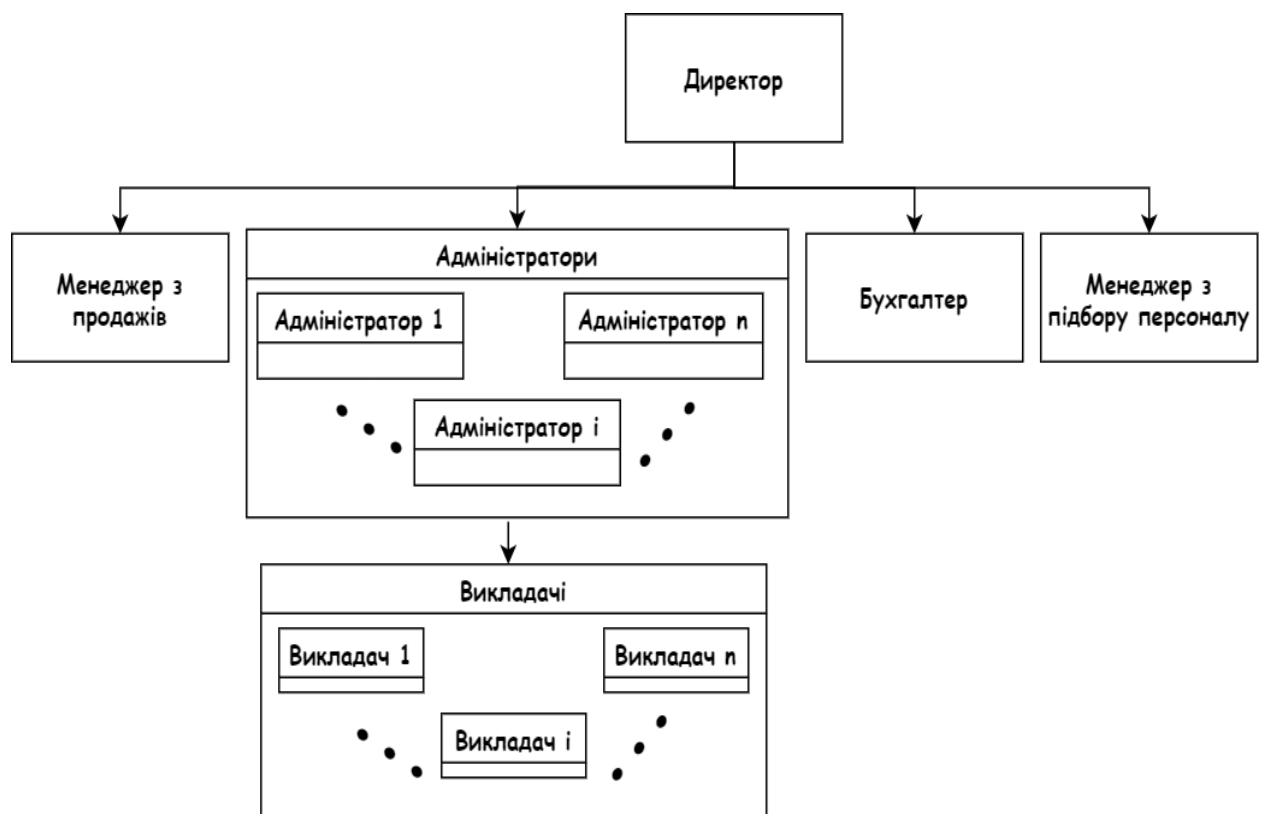 Директор
Менеджер з
продажів
Адміністратори
Адміністратор 1
Адміністратор n
Адміністратор i
Бухгалтер
Менеджер з
підбору персоналу
Викладачі
Викладач 1
Викладач n
Викладач i